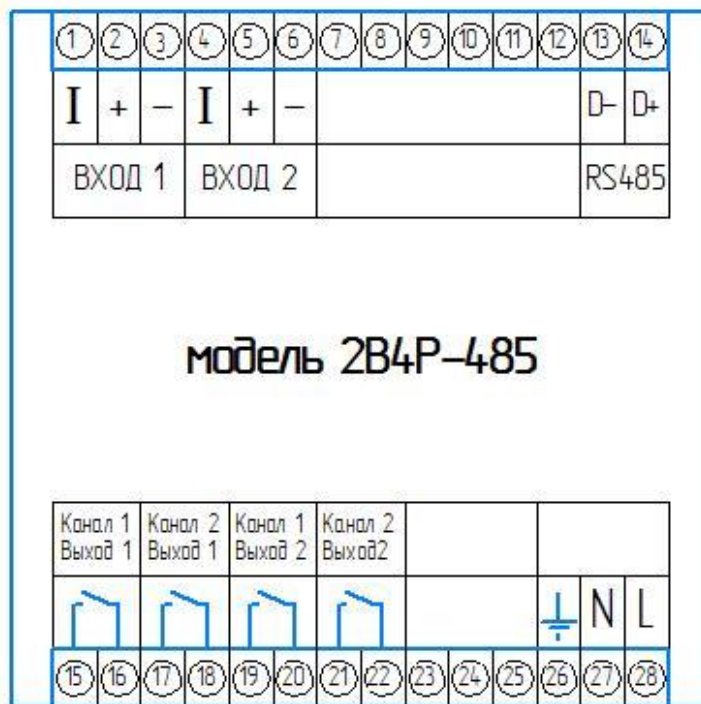 1 2 3 4 5 6 7 8 9 10 11 12 13 14
I + − I + − D− D+
ВХОД 1 ВХОД 2 RS485
модель 2В4Р−485
Канал 1 Канал 2 Канал 1 Канал 2
Выход 1 Выход 1 Выход 2 Выход2
N L
15 16 17 18 19 20 21 22 23 24 25 26 27 28